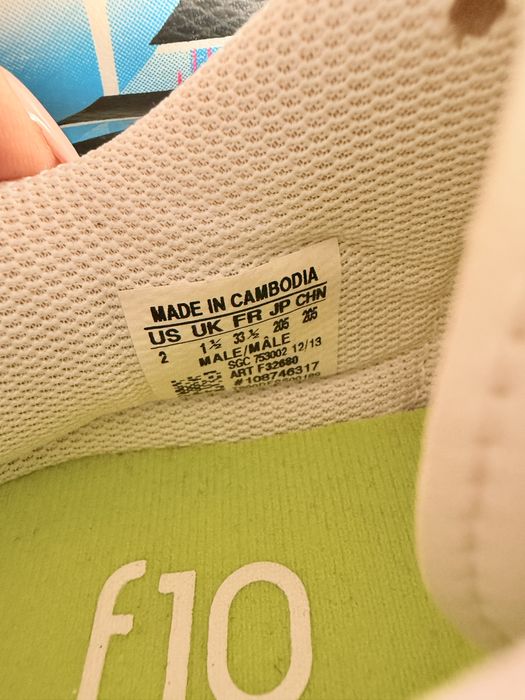 MADE IN CAMBODIA
US UK FR JP CHN
2 1½ 33½ 205 205
MALE/MÂLE
SGC 753002 12/13
ART F32680
#108746317
f10